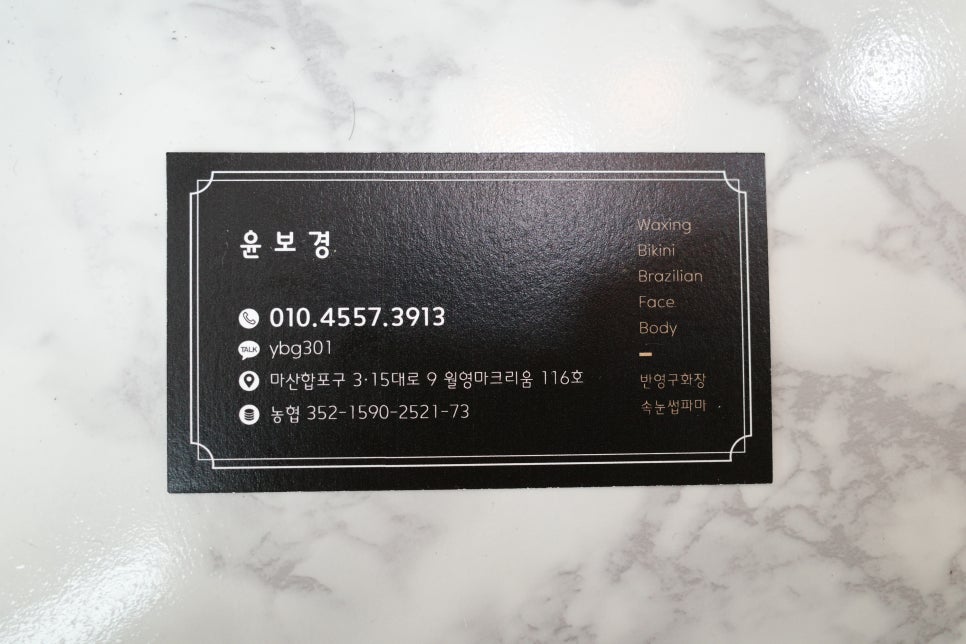 윤보경
010.4557.3913
TALK ybg301
마산합포구 3·15대로 9 월영마크리움 116호
농협 352-1590-2521-73
Waxing
Bikini
Brazilian
Face
Body
반영구화장
속눈썹파마